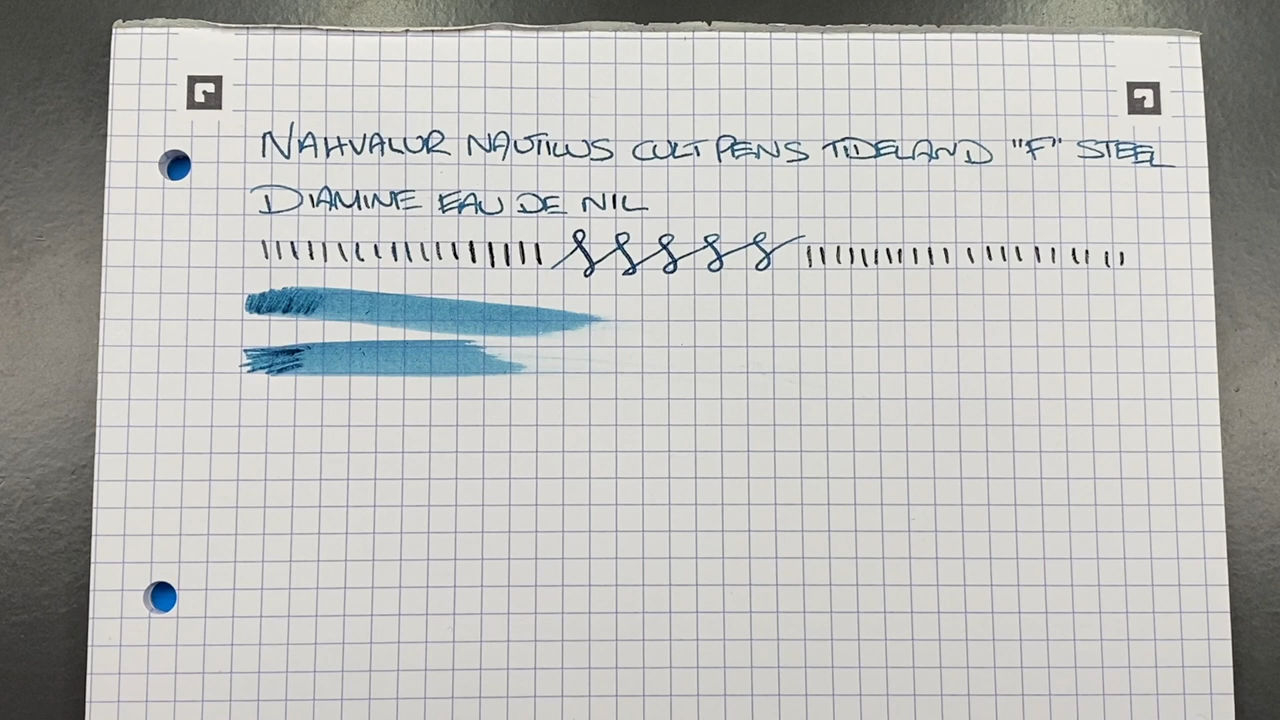 NAHVALUR NAUTILUS CULT PENS TIDELAND "F" STEEL
DIAMINE EAU DE NIL